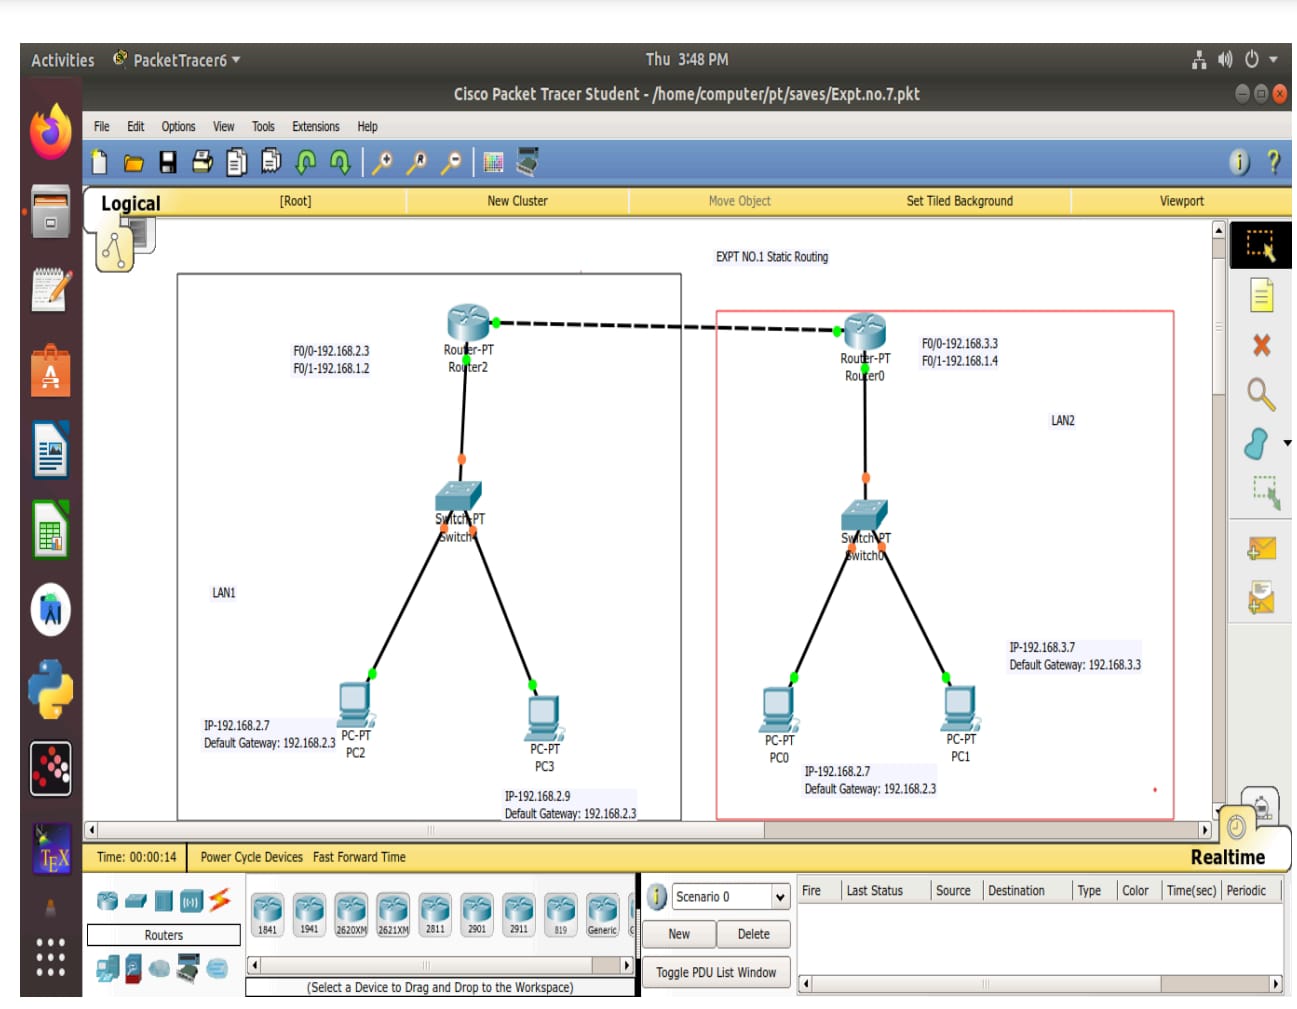 Activities PacketTracer6 Thu 3:48 PM
Cisco Packet Tracer Student - /home/computer/pt/saves/Expt.no.7.pkt
File Edit Options View Tools Extensions Help
Logical [Root] New Cluster Move Object Set Tiled Background Viewport
EXPT NO.1 Static Routing
F0/0-192.168.2.3
F0/1-192.168.1.2
Router-PT
Router2
Router-PT
Router0
F0/0-192.168.3.3
F0/1-192.168.1.4
LAN2
Switch-PT
Switch
Switch-PT
Switch0
LAN1
IP-192.168.3.7
Default Gateway: 192.168.3.3
IP-192.168.2.7
Default Gateway: 192.168.2.3
PC-PT
PC2
PC-PT
PC3
PC-PT
PC0
PC-PT
PC1
IP-192.168.2.7
Default Gateway: 192.168.2.3
IP-192.168.2.9
Default Gateway: 192.168.2.3
Time: 00:00:14 Power Cycle Devices Fast Forward Time Realtime
Routers
1841 1941 2620XM 2621XM 2811 2901 2911 819 Generic
(Select a Device to Drag and Drop to the Workspace)
Scenario 0
New Delete
Toggle PDU List Window
Fire Last Status Source Destination Type Color Time(sec) Periodic
TEX